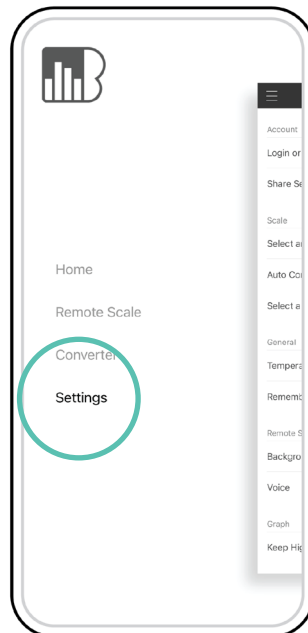 B
Home
Remote Scale
Converter
Settings
Account
Login or
Share Se
Scale
Select a
Auto Co
Select a
General
Tempera
Rememb
Remote S
Backgro
Voice
Graph
Keep Hig